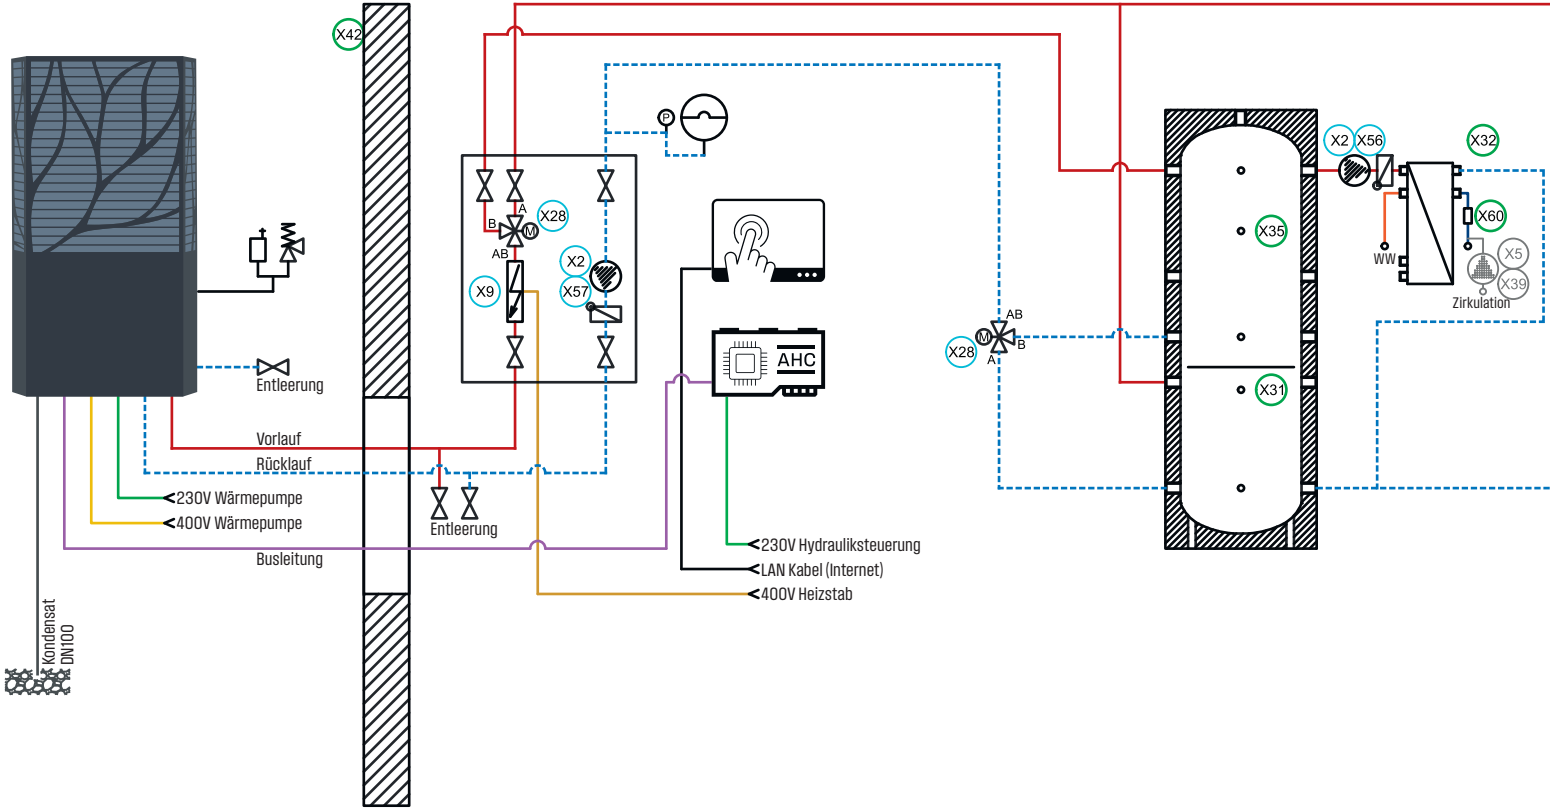 X42
P
X2
X56
X32
A
X28
B
M
AB
X2
X57
X9
X35
X60
X5
X39
WW
Zirkulation
AB
M
B
X28
A
AHC
X31
Entleerung
Vorlauf
Rücklauf
230V Wärmepumpe
400V Wärmepumpe
Entleerung
Busleitung
230V Hydrauliksteuerung
LAN Kabel (Internet)
400V Heizstab
Kondensat
DN100